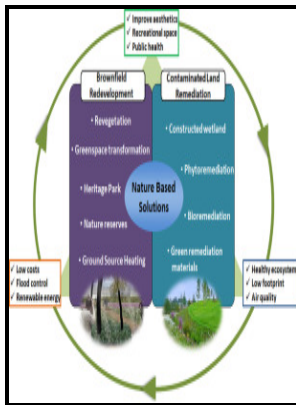 ✓ Improve aesthetics
✓ Recreational space
✓ Public health
Brownfield
Redevelopment
Contaminated Land
Remediation
• Revegetation
• Greenspace transformation
• Heritage Park
• Nature reserves
• Ground Source Heating
Nature Based
Solutions
• Constructed wetland
• Phytoremediation
• Bioremediation
• Green remediation
materials
✓ Low costs
✓ Flood control
✓ Renewable energy
✓ Healthy ecosystem
✓ Low footprint
✓ Air quality